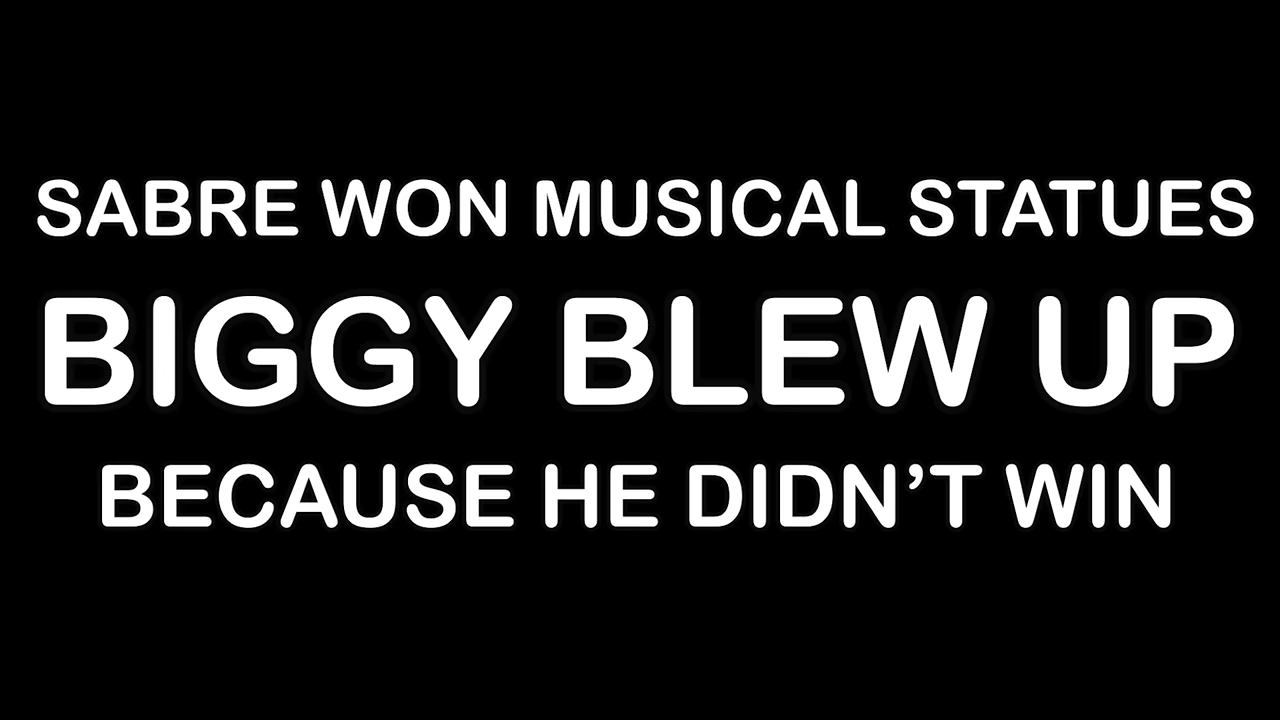 SABRE WON MUSICAL STATUES
BIGGY BLEW UP
BECAUSE HE DIDN’T WIN